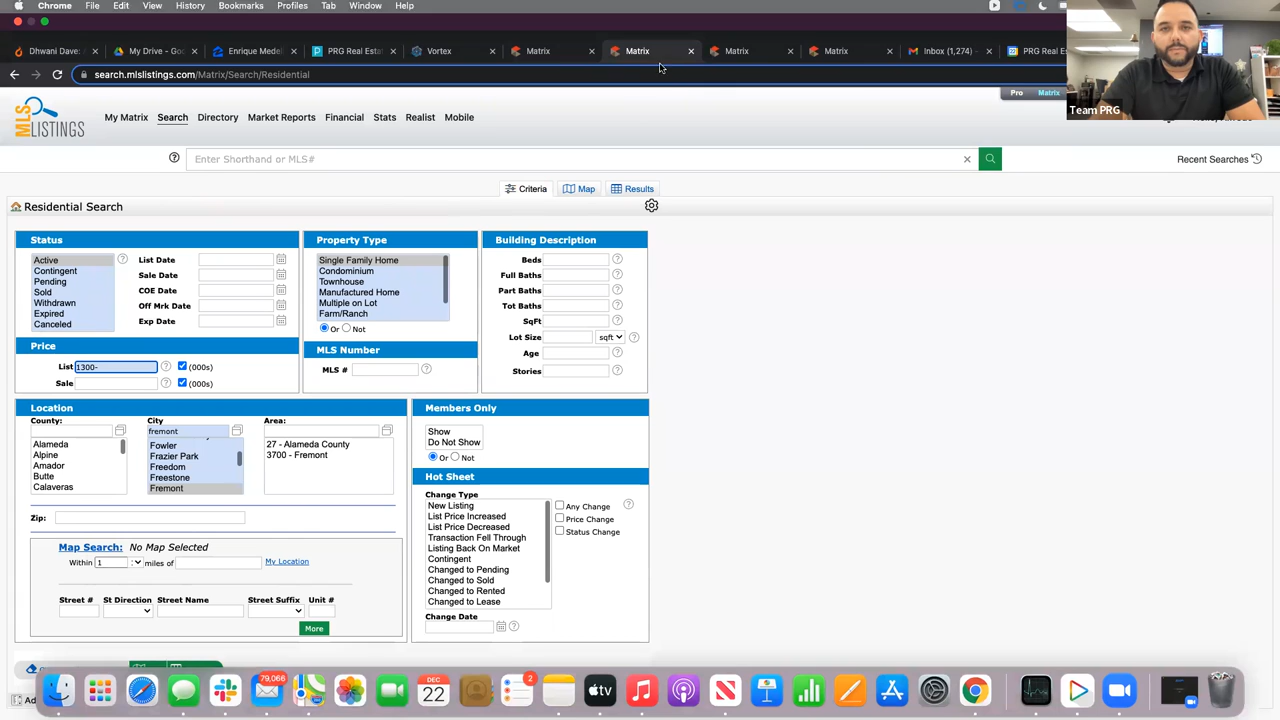 Chrome File Edit View History Bookmarks Profiles Tab Window Help
Dhwani Dave: My Drive - Goo Enrique Medel PRG Real Esta Vortex Matrix Matrix Matrix Matrix Inbox (1,274) - PRG Real Es
search.mlslistings.com/Matrix/Search/Residential
Pro Matrix
Team PRG
MLS LISTINGS
My Matrix Search Directory Market Reports Financial Stats Realist Mobile
Enter Shorthand or MLS#
Recent Searches
Criteria Map Results
Residential Search
Status
Active
Contingent
Pending
Sold
Withdrawn
Expired
Canceled
List Date
Sale Date
COE Date
Off Mrk Date
Exp Date
Price
List 1300- (000s)
Sale (000s)
Property Type
Single Family Home
Condominium
Townhouse
Manufactured Home
Multiple on Lot
Farm/Ranch
Or Not
MLS Number
MLS #
Building Description
Beds
Full Baths
Part Baths
Tot Baths
SqFt
Lot Size sqft
Age
Stories
Location
County:
Alameda
Alpine
Amador
Butte
Calaveras
City
fremont
Fowler
Frazier Park
Freedom
Freestone
Fremont
Area:
27 - Alameda County
3700 - Fremont
Zip:
Map Search: No Map Selected
Within 1 miles of My Location
Street # St Direction Street Name Street Suffix Unit #
More
Members Only
Show
Do Not Show
Or Not
Hot Sheet
Change Type
New Listing
List Price Increased
List Price Decreased
Transaction Fell Through
Listing Back On Market
Contingent
Changed to Pending
Changed to Sold
Changed to Rented
Changed to Lease
Any Change
Price Change
Status Change
Change Date
79,066
DEC
22
2
Ad